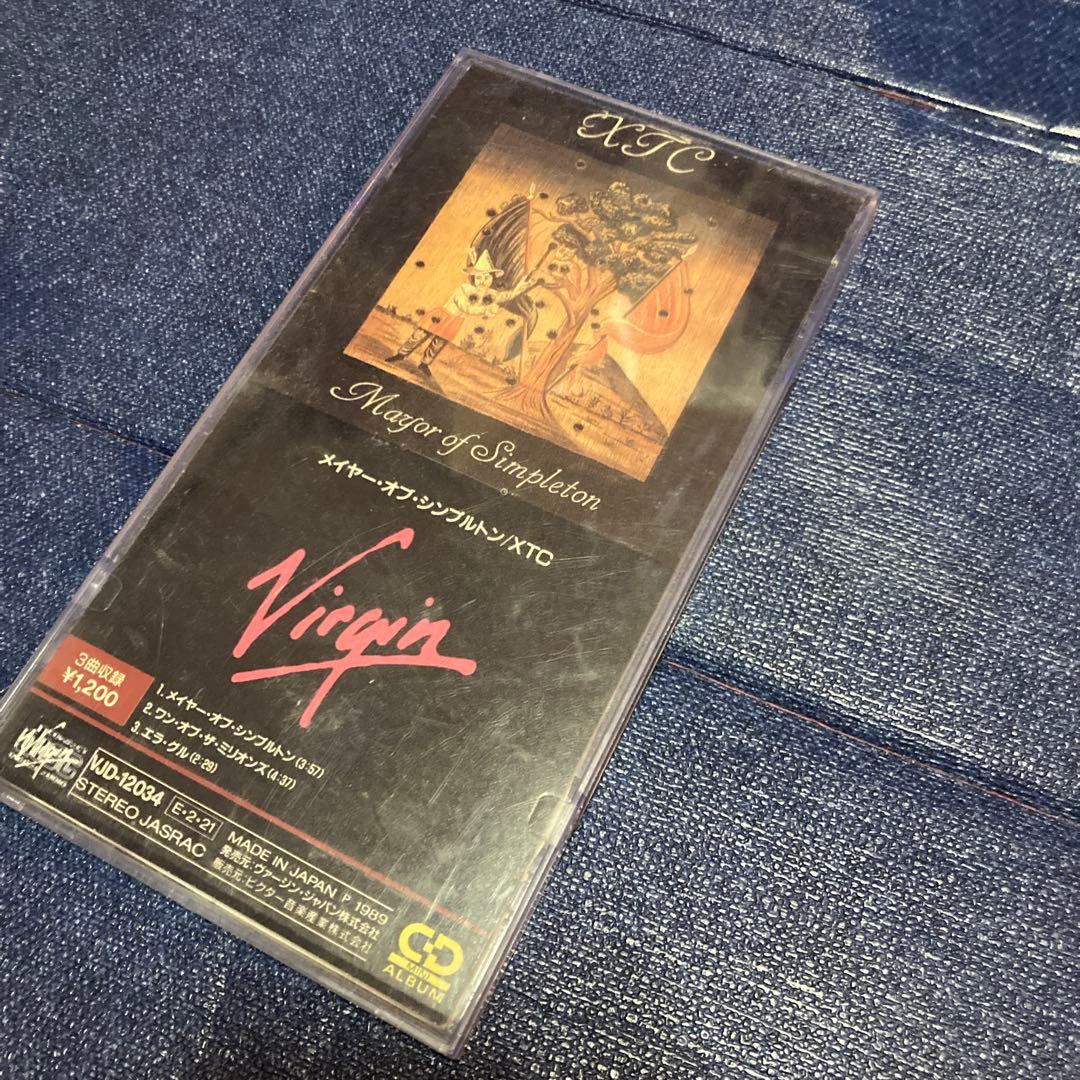 XTC
Mayor of Simpleton
メイヤー・オブ・シンプルトン/XTC
Virgin
3曲収録
¥1,200
1. メイヤー・オブ・シンプルトン(3:57)
2. ワン・オブ・ザ・ミリオンズ(4:37)
3. エラ・グル(2:29)
Virgin
VJD-12034
E・2・21
STEREO JASRAC
MADE IN JAPAN P 1989
発売元:ヴァージン・ジャパン株式会社
販売元:ビクター音楽産業株式会社
CD
MINI
ALBUM